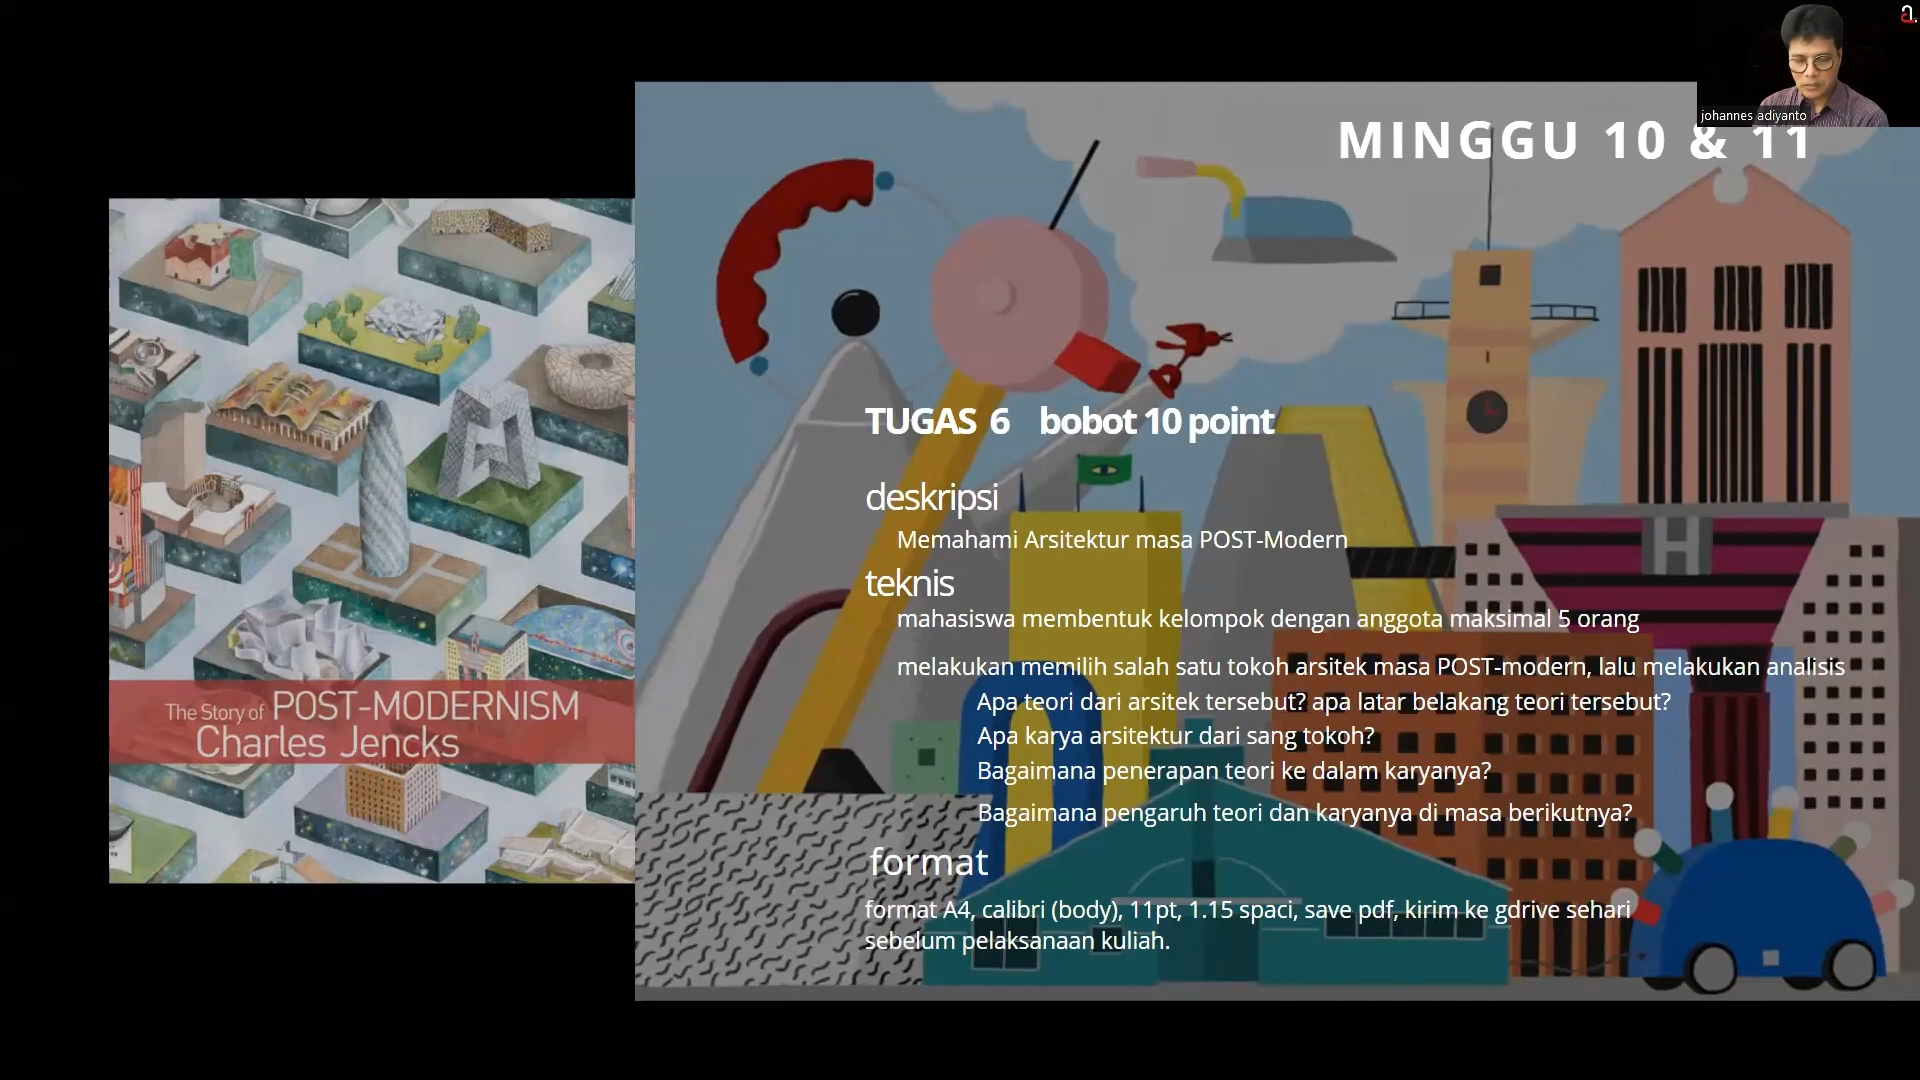 johannes adiyanto
MINGGU 10 & 11
The Story of POST-MODERNISM
Charles Jencks
TUGAS 6 bobot 10 point
deskripsi
Memahami Arsitektur masa POST-Modern
teknis
mahasiswa membentuk kelompok dengan anggota maksimal 5 orang
melakukan memilih salah satu tokoh arsitek masa POST-modern, lalu melakukan analisis
Apa teori dari arsitek tersebut? apa latar belakang teori tersebut?
Apa karya arsitektur dari sang tokoh?
Bagaimana penerapan teori ke dalam karyanya?
Bagaimana pengaruh teori dan karyanya di masa berikutnya?
format
format A4, calibri (body), 11pt, 1.15 spaci, save pdf, kirim ke gdrive sehari
sebelum pelaksanaan kuliah.
H